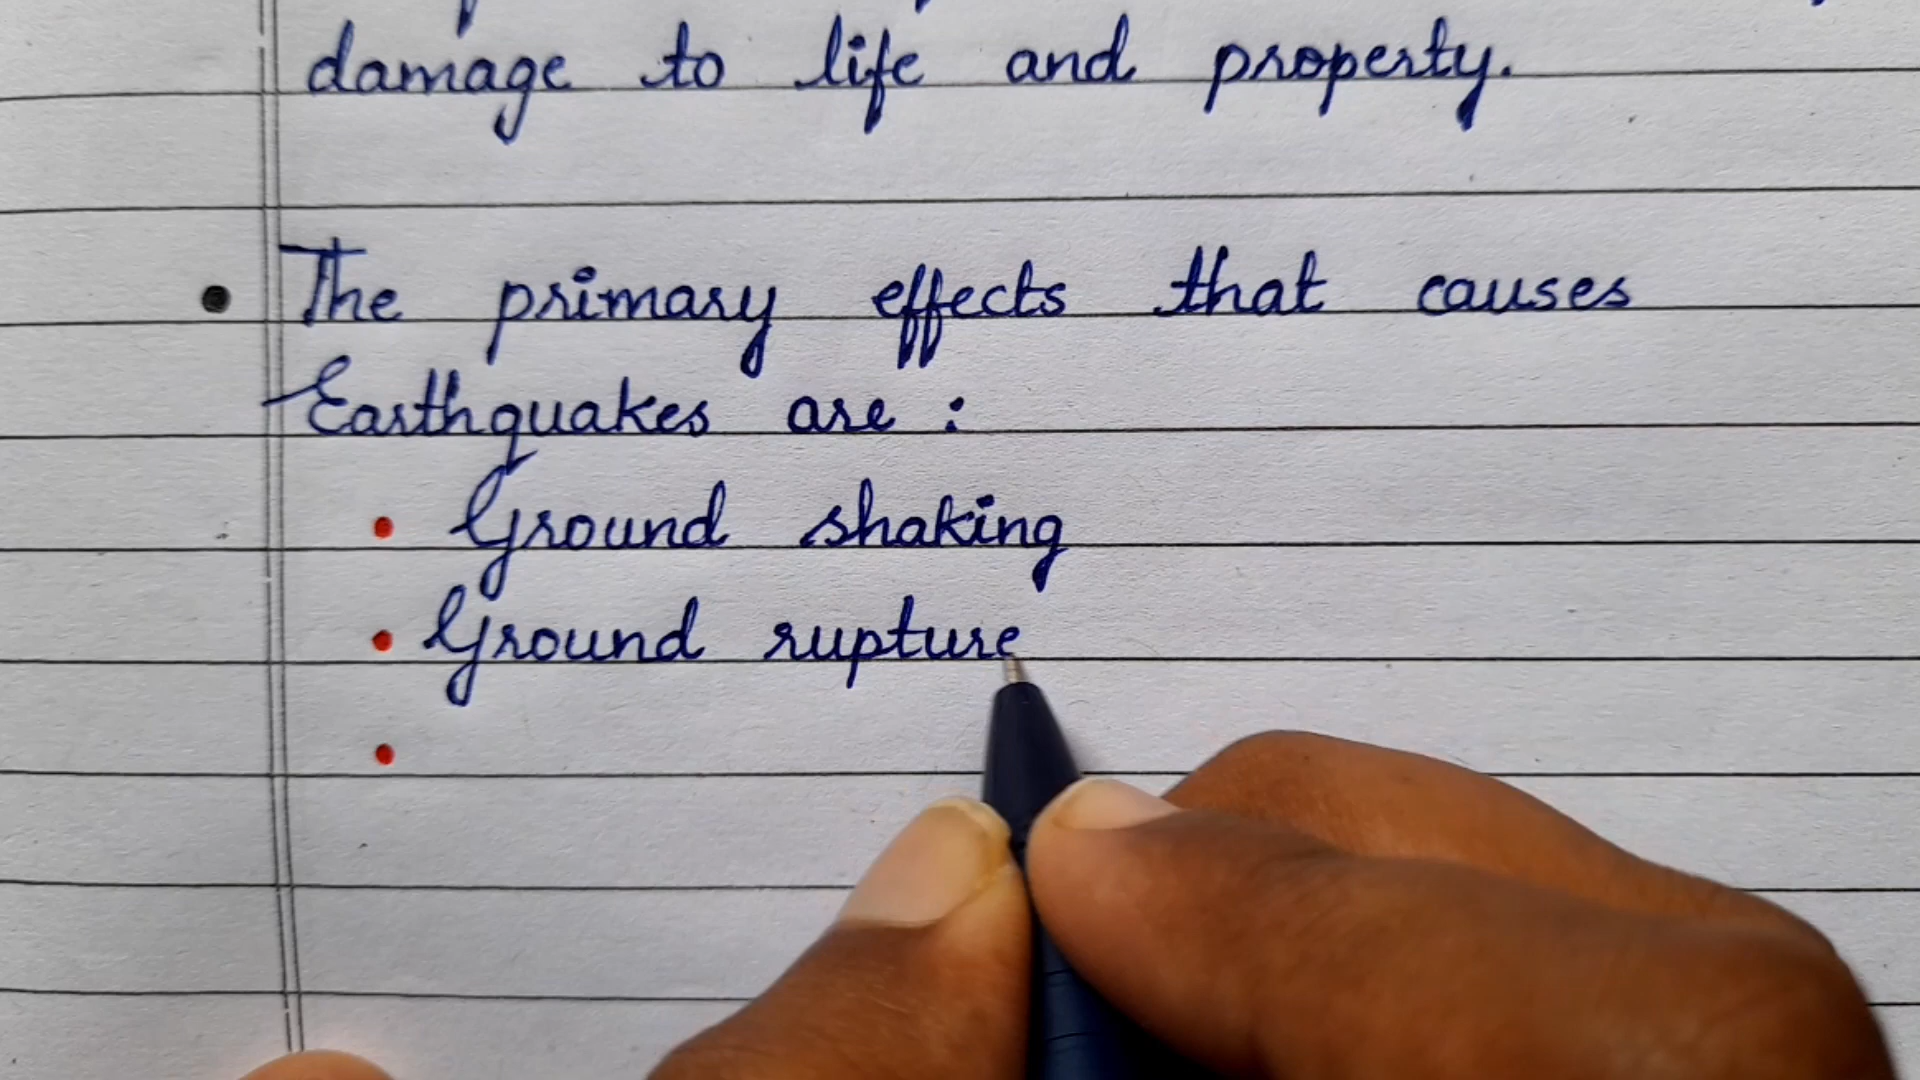 damage to life and property.
• The primary effects that causes
Earthquakes are :
• Ground shaking
• Ground rupture
•